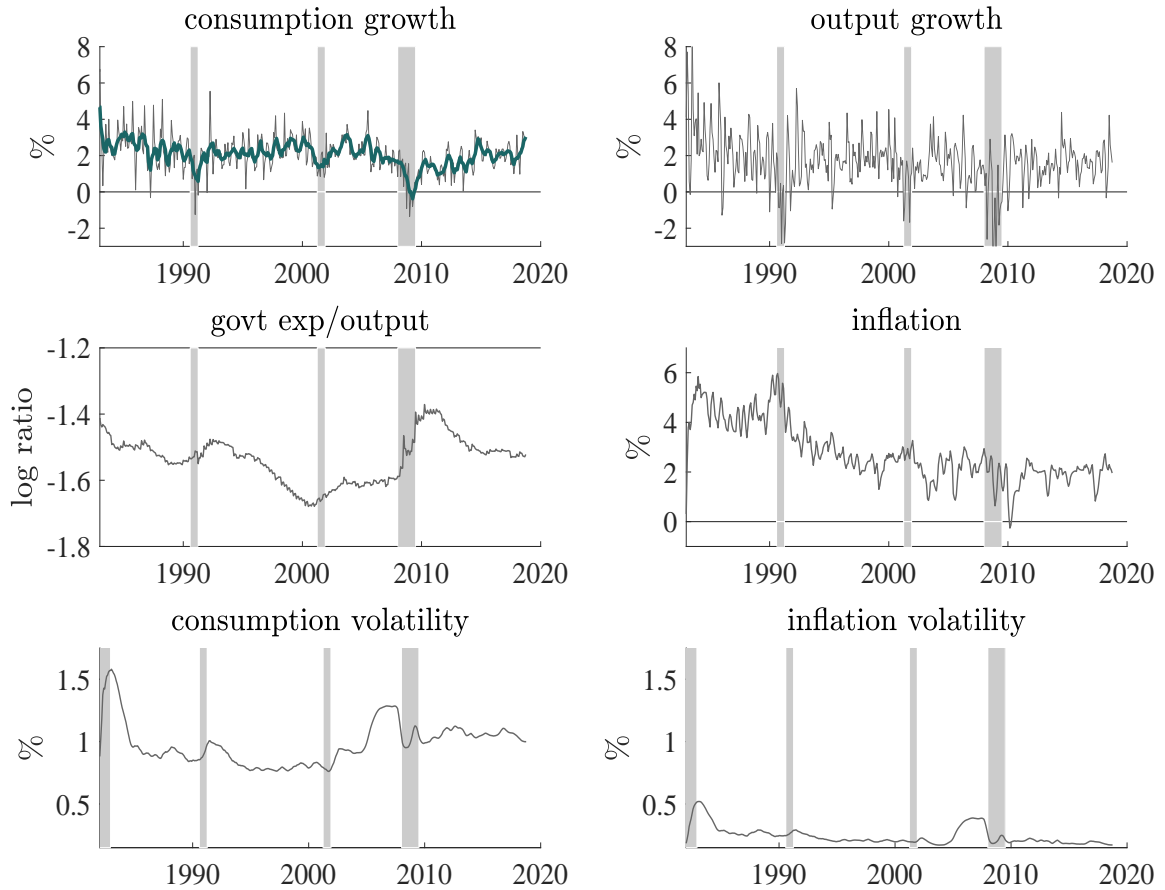 consumption growth
8
6
4
2
0
-2
%
1990 2000 2010 2020
output growth
8
6
4
2
0
-2
%
1990 2000 2010 2020
govt exp/output
-1.2
-1.4
-1.6
-1.8
log ratio
1990 2000 2010 2020
inflation
6
4
2
0
%
1990 2000 2010 2020
consumption volatility
1.5
1
0.5
%
1990 2000 2010 2020
inflation volatility
1.5
1
0.5
%
1990 2000 2010 2020